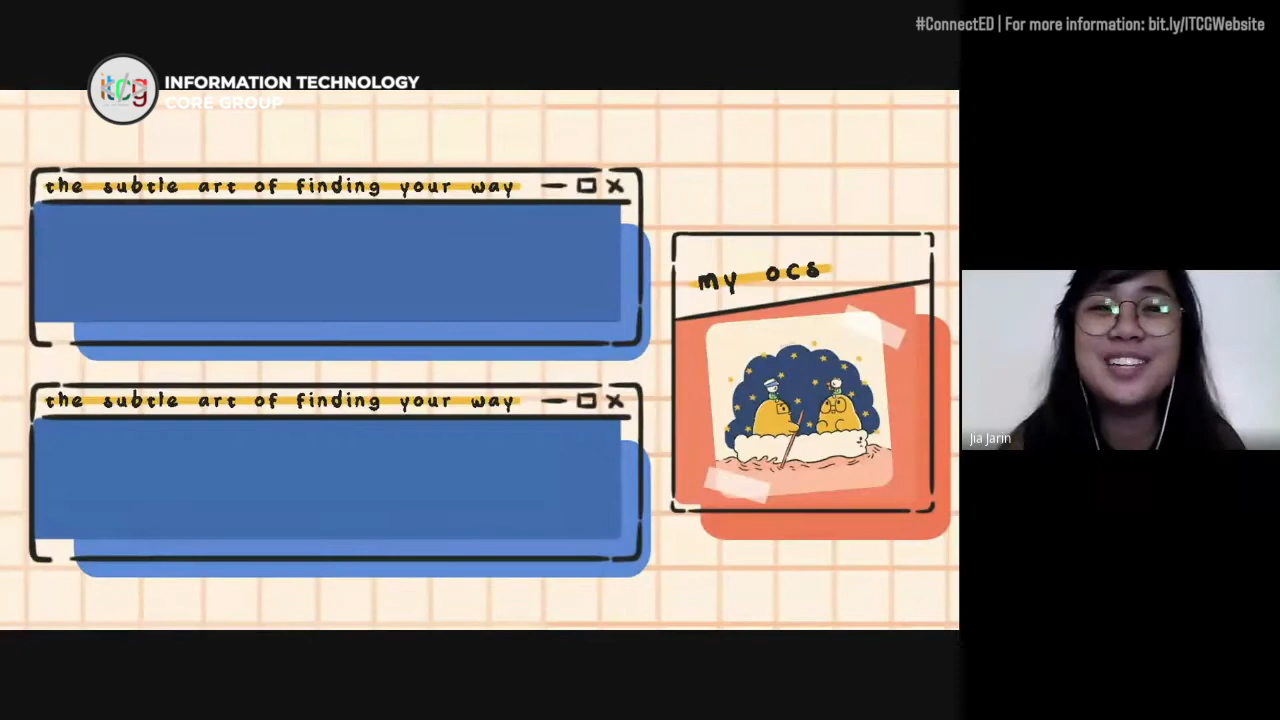 #ConnectED | For more information: bit.ly/ITCGWebsite
itcg
INFORMATION TECHNOLOGY
CORE GROUP
the subtle art of finding your way
my ocs
the subtle art of finding your way
Jia Jarin